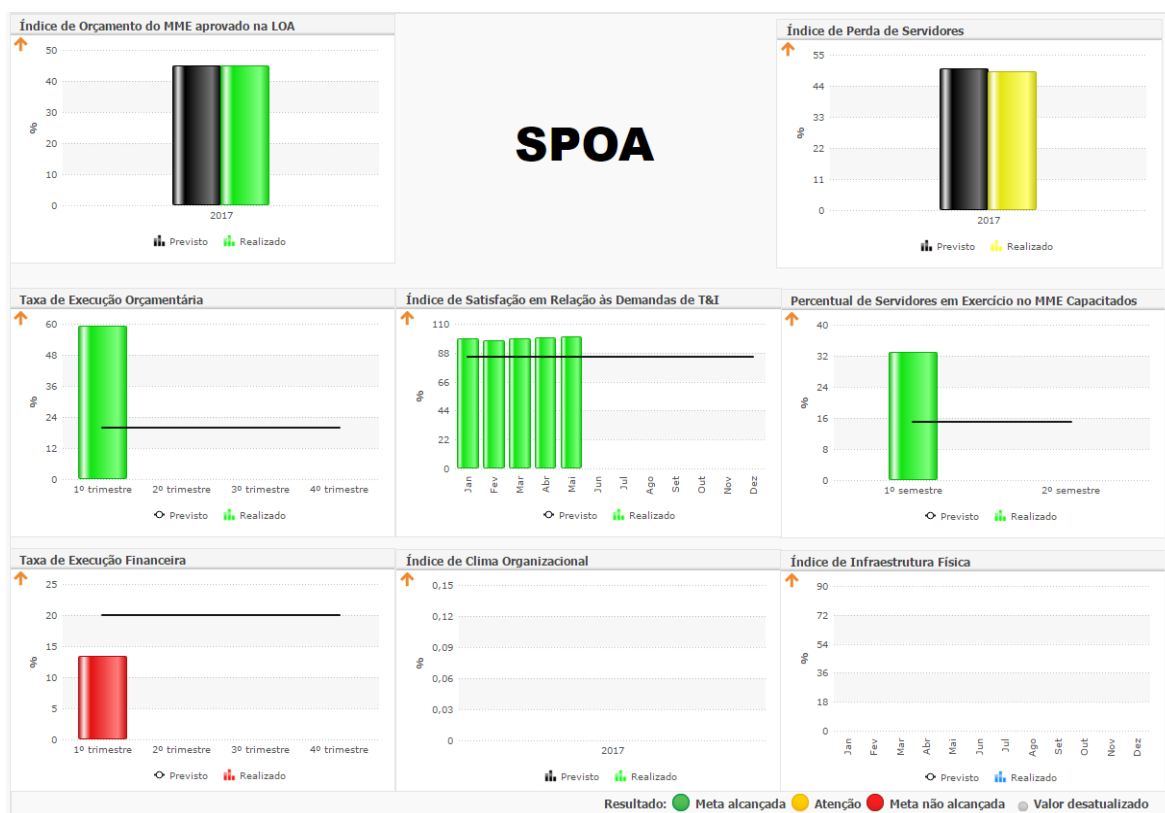 Índice de Orçamento do MME aprovado na LOA
50
40
30
20
10
0
%
2017
Previsto Realizado
SPOA
Índice de Perda de Servidores
55
44
33
22
11
0
%
2017
Previsto Realizado
Taxa de Execução Orçamentária
60
48
36
24
12
0
%
1º trimestre 2º trimestre 3º trimestre 4º trimestre
Previsto Realizado
Índice de Satisfação em Relação às Demandas de T&I
110
88
66
44
22
0
%
Jan Fev Mar Abr Mai Jun Jul Ago Set Out Nov Dez
Previsto Realizado
Percentual de Servidores em Exercício no MME Capacitados
40
32
24
16
8
0
%
1º semestre 2º semestre
Previsto Realizado
Taxa de Execução Financeira
25
20
15
10
5
0
%
1º trimestre 2º trimestre 3º trimestre 4º trimestre
Previsto Realizado
Índice de Clima Organizacional
0,15
0,12
0,09
0,06
0,03
0
%
2017
Previsto Realizado
Índice de Infraestrutura Física
90
72
54
36
18
0
%
Jan Fev Mar Abr Mai Jun Jul Ago Set Out Nov Dez
Previsto Realizado
Resultado: Meta alcançada Atenção Meta não alcançada Valor desatualizado